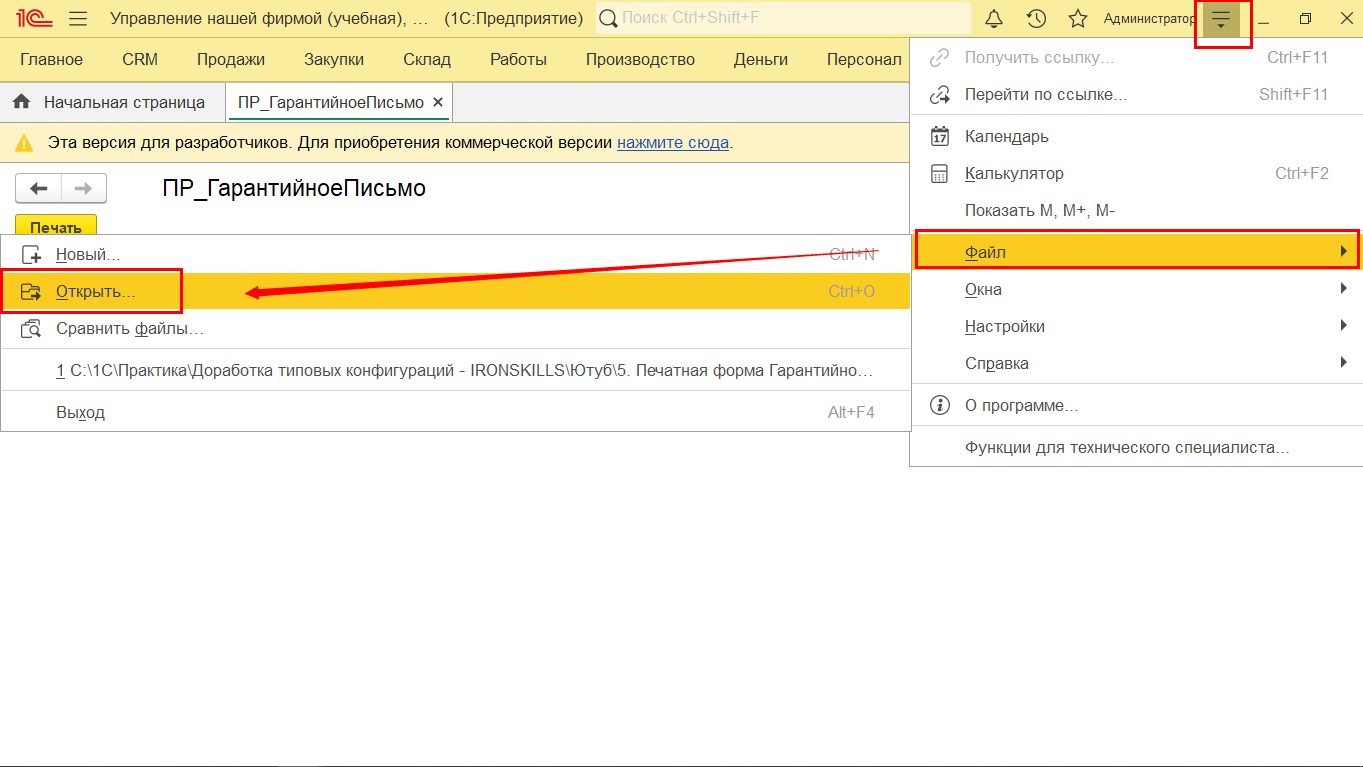 1С Управление нашей фирмой (учебная), ... (1С:Предприятие) Поиск Ctrl+Shift+F Администратор
Главное CRM Продажи Закупки Склад Работы Производство Деньги Персонал
Начальная страница ПР_ГарантийноеПисьмо ×
Эта версия для разработчиков. Для приобретения коммерческой версии нажмите сюда.
ПР_ГарантийноеПисьмо
Печать
Новый... Ctrl+N
Открыть... Ctrl+O
Сравнить файлы...
1 C:\1С\Практика\Доработка типовых конфигураций - IRONSKILLS\Ютуб\5. Печатная форма Гарантийно...
Выход Alt+F4
Получить ссылку... Ctrl+F11
Перейти по ссылке... Shift+F11
17 Календарь
Калькулятор Ctrl+F2
Показать M, M+, M-
Файл
Окна
Настройки
Справка
О программе...
Функции для технического специалиста...